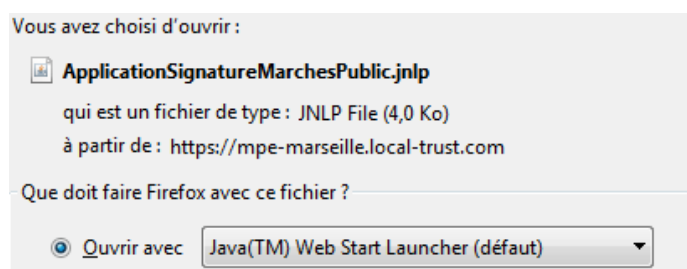 Vous avez choisi d'ouvrir :
ApplicationSignatureMarchesPublic.jnlp
qui est un fichier de type : JNLP File (4,0 Ko)
à partir de : https://mpe-marseille.local-trust.com
Que doit faire Firefox avec ce fichier ?
Ouvrir avec Java(TM) Web Start Launcher (défaut)